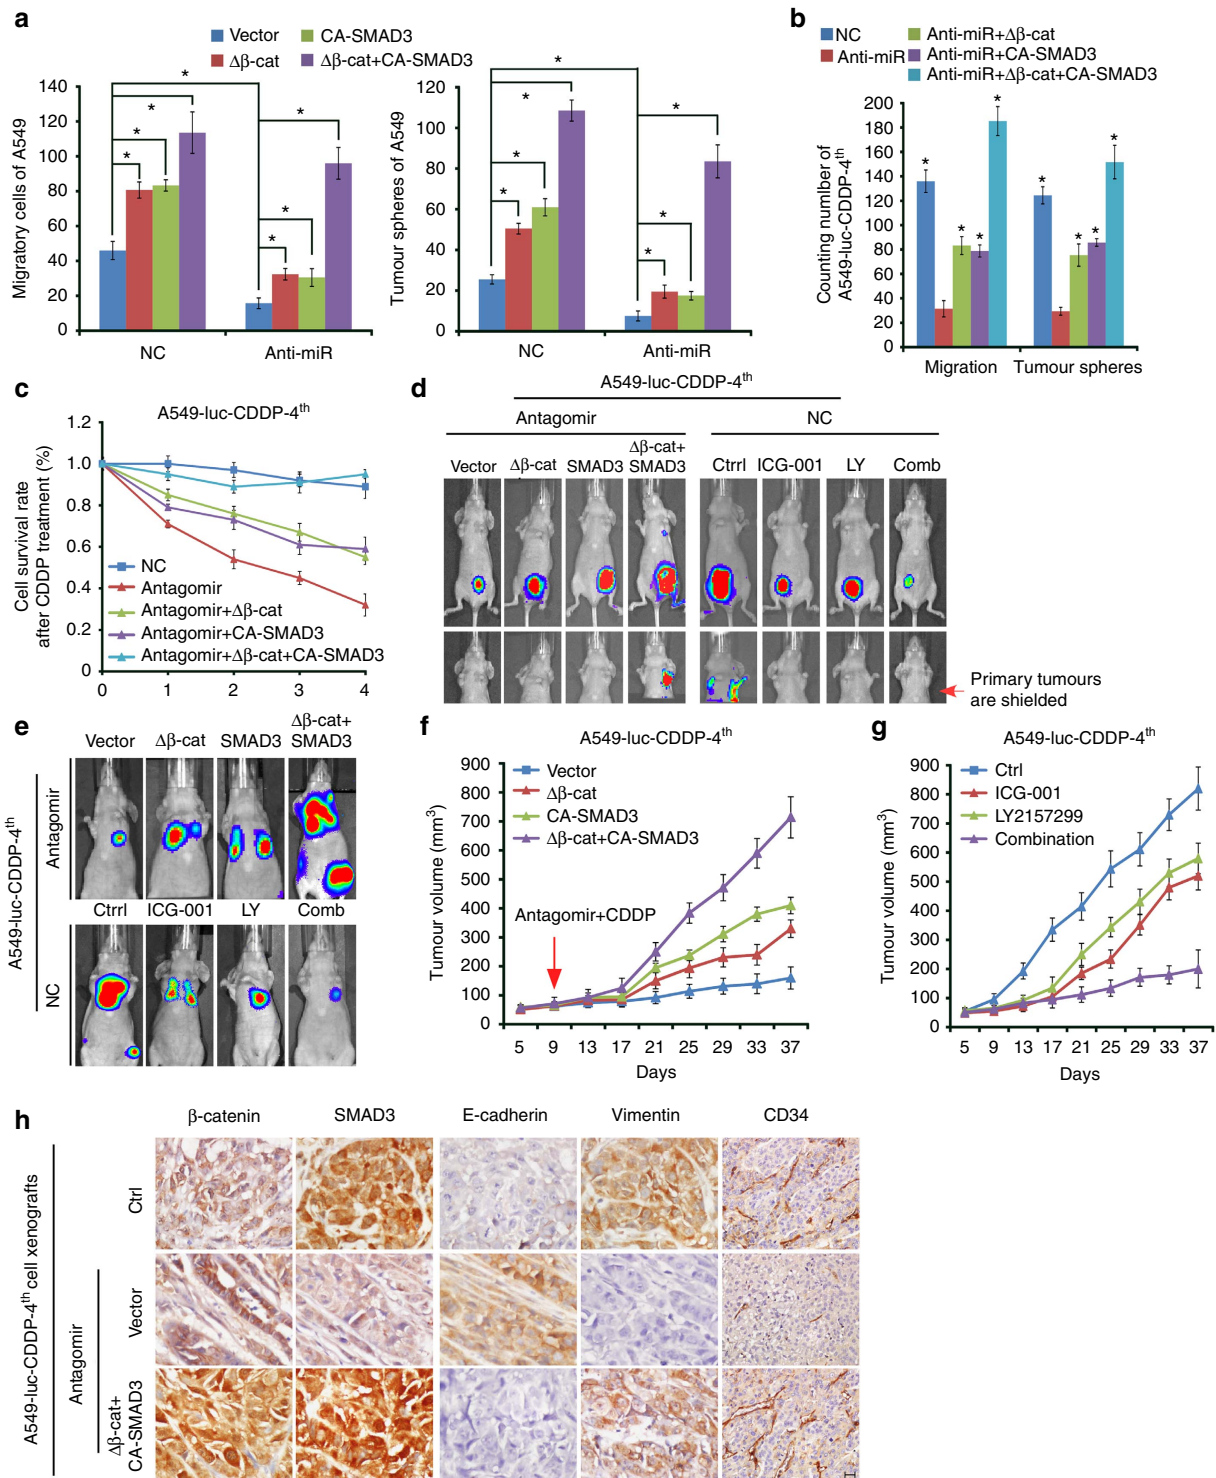 a
Vector
CA-SMAD3
Δβ-cat
Δβ-cat+CA-SMAD3
Migratory cells of A549
140
120
100
80
60
40
20
0
* * * * * * * *
NC
Anti-miR
Tumour spheres of A549
120
100
80
60
40
20
0
* * * * * * * *
NC
Anti-miR
b
NC
Anti-miR
Anti-miR+Δβ-cat
Anti-miR+CA-SMAD3
Anti-miR+Δβ-cat+CA-SMAD3
Counting numlber of
A549-luc-CDDP-4th
200
180
160
140
120
100
80
60
40
20
0
* * * * * * * *
Migration
Tumour spheres
c
A549-luc-CDDP-4th
Cell survival rate
after CDDP treatment (%)
1.2
1.0
0.8
0.6
0.4
0.2
0
NC
Antagomir
Antagomir+Δβ-cat
Antagomir+CA-SMAD3
Antagomir+Δβ-cat+CA-SMAD3
0 1 2 3 4
d
A549-luc-CDDP-4th
Antagomir
NC
Vector
Δβ-cat
SMAD3
Δβ-cat+
SMAD3
Ctrrl
ICG-001
LY
Comb
Primary tumours
are shielded
e
A549-luc-CDDP-4th
Antagomir
Vector
Δβ-cat
SMAD3
Δβ-cat+
SMAD3
NC
Ctrrl
ICG-001
LY
Comb
f
A549-luc-CDDP-4th
Tumour volume (mm3)
900
800
700
600
500
400
300
200
100
0
Vector
Δβ-cat
CA-SMAD3
Δβ-cat+CA-SMAD3
Antagomir+CDDP
5 9 13 17 21 25 29 33 37
Days
g
A549-luc-CDDP-4th
Tumour volume (mm3)
900
800
700
600
500
400
300
200
100
0
Ctrl
ICG-001
LY2157299
Combination
5 9 13 17 21 25 29 33 37
Days
h
β-catenin
SMAD3
E-cadherin
Vimentin
CD34
A549-luc-CDDP-4th cell xenografts
Ctrl
Antagomir
Vector
Δβ-cat+
CA-SMAD3